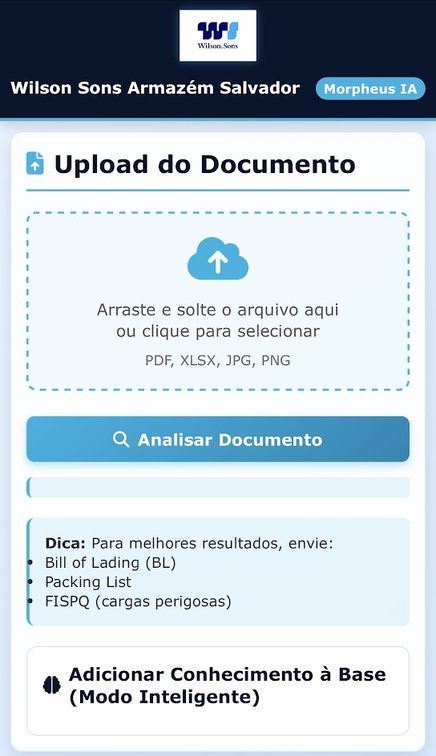 Wilson, Sons
Wilson Sons Armazém Salvador Morpheus IA
Upload do Documento
Arraste e solte o arquivo aqui
ou clique para selecionar
PDF, XLSX, JPG, PNG
Analisar Documento
Dica: Para melhores resultados, envie:
• Bill of Lading (BL)
• Packing List
• FISPQ (cargas perigosas)
Adicionar Conhecimento à Base
(Modo Inteligente)